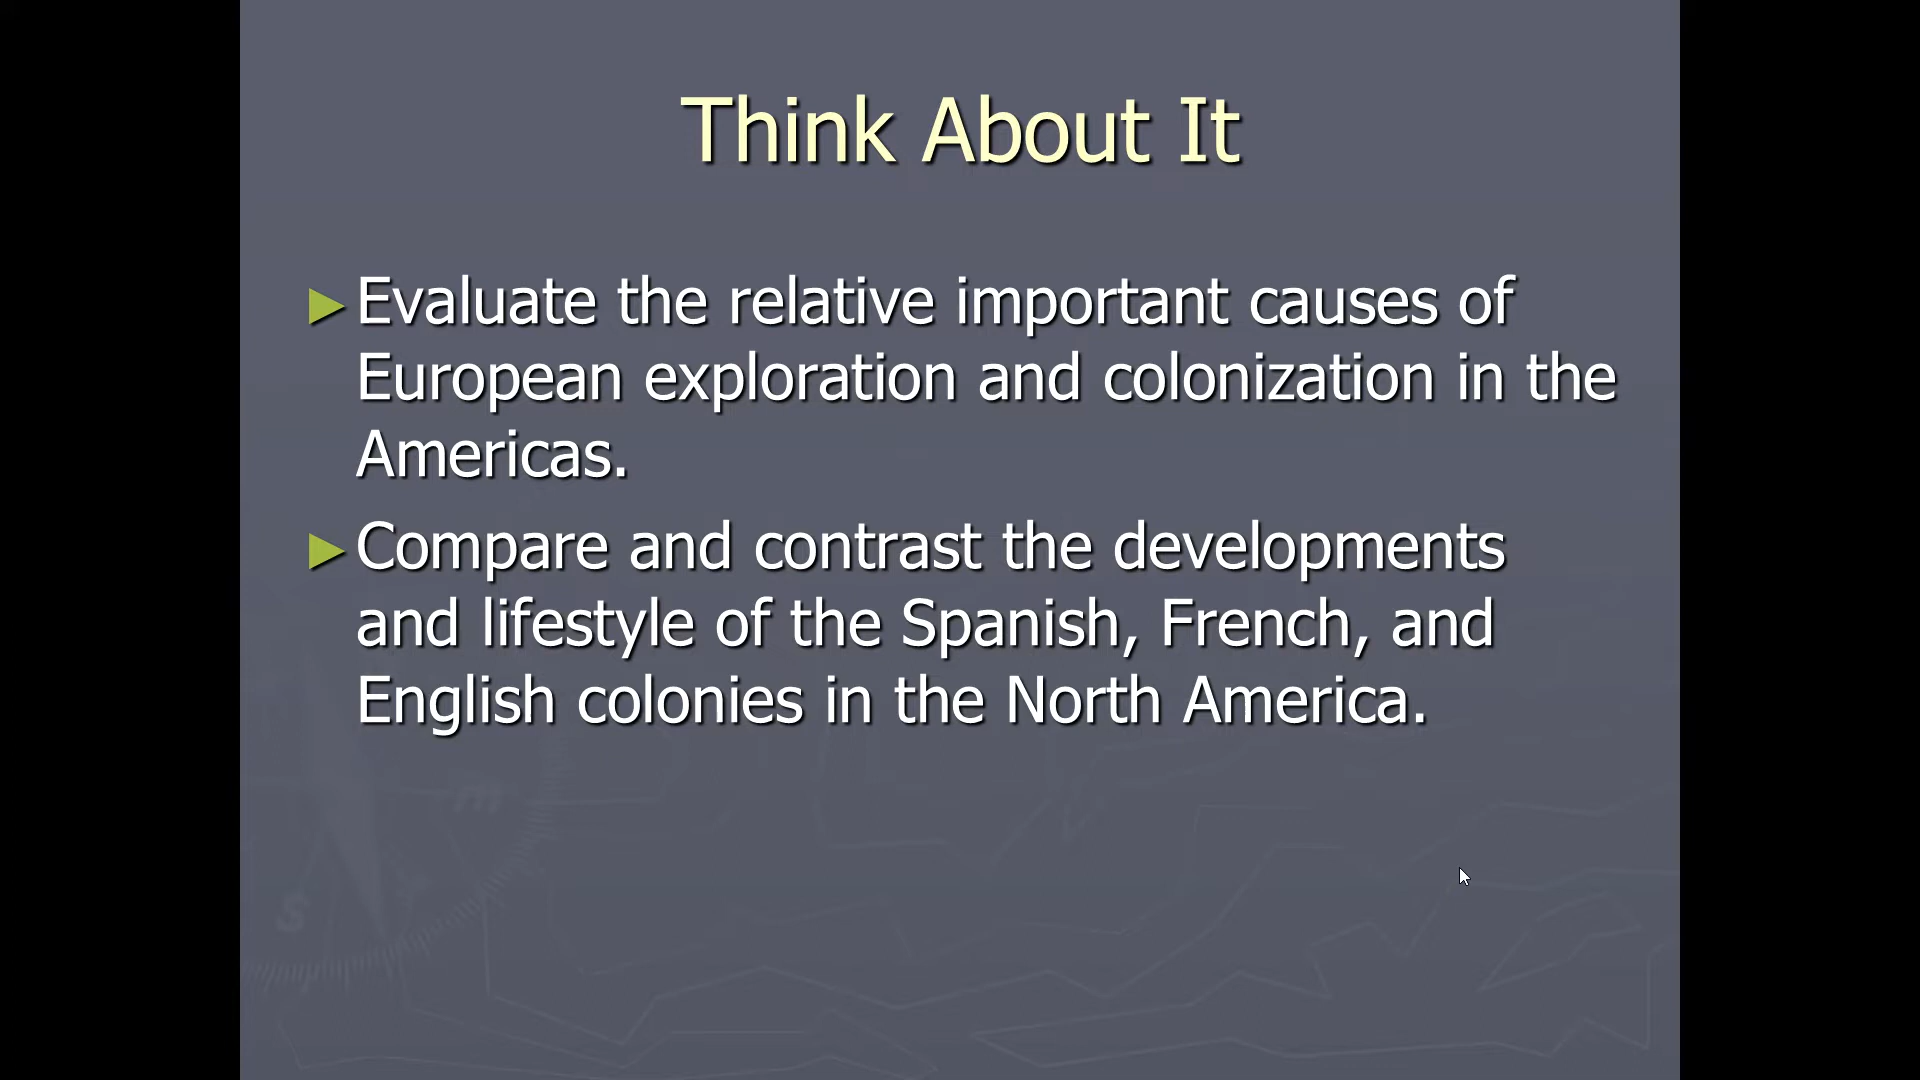 Think About It
►Evaluate the relative important causes of
European exploration and colonization in the
Americas.
►Compare and contrast the developments
and lifestyle of the Spanish, French, and
English colonies in the North America.
m
S